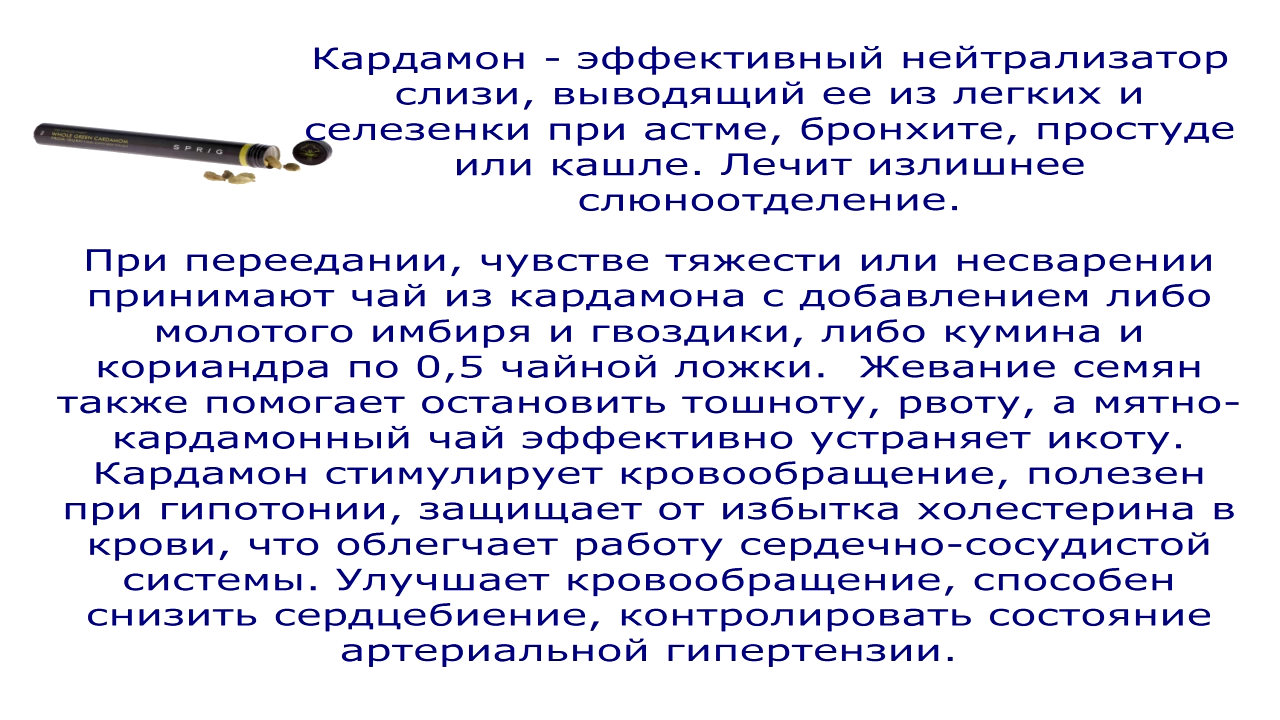 Кардамон - эффективный нейтрализатор
слизи, выводящий ее из легких и
селезенки при астме, бронхите, простуде
или кашле. Лечит излишнее
слюноотделение.
WHOLE GREEN CARDAMOM
SPRIG
При переедании, чувстве тяжести или несварении
принимают чай из кардамона с добавлением либо
молотого имбиря и гвоздики, либо кумина и
кориандра по 0,5 чайной ложки.  Жевание семян
также помогает остановить тошноту, рвоту, а мятно-
кардамонный чай эффективно устраняет икоту.
Кардамон стимулирует кровообращение, полезен
при гипотонии, защищает от избытка холестерина в
крови, что облегчает работу сердечно-сосудистой
системы. Улучшает кровообращение, способен
снизить сердцебиение, контролировать состояние
артериальной гипертензии.